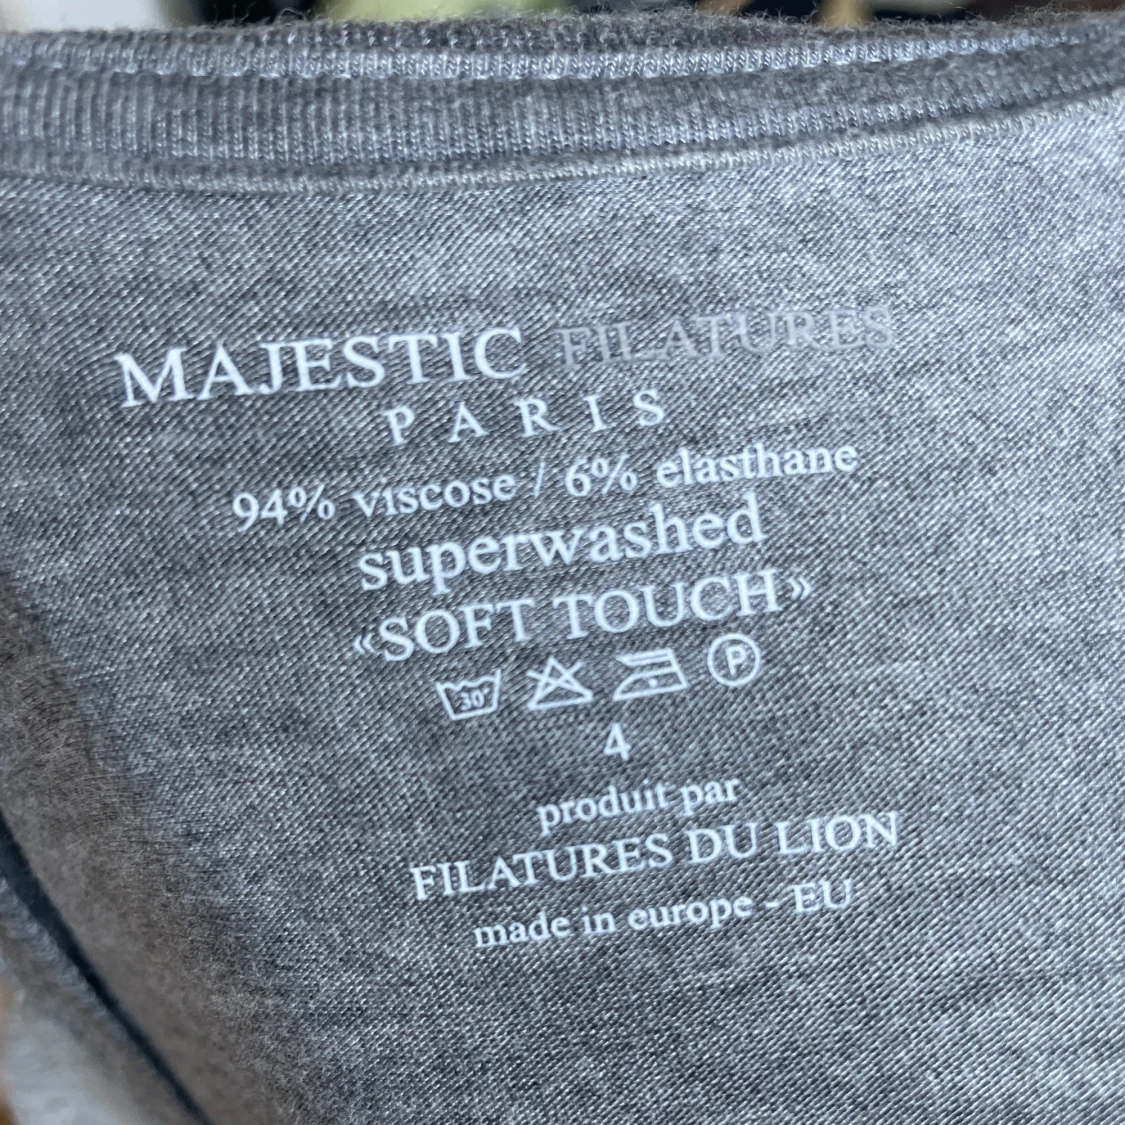 MAJESTIC FILATURES
PARIS
94% viscose / 6% elasthane
superwashed
«SOFT TOUCH»
30° P
4
produit par
FILATURES DU LION
made in europe - EU